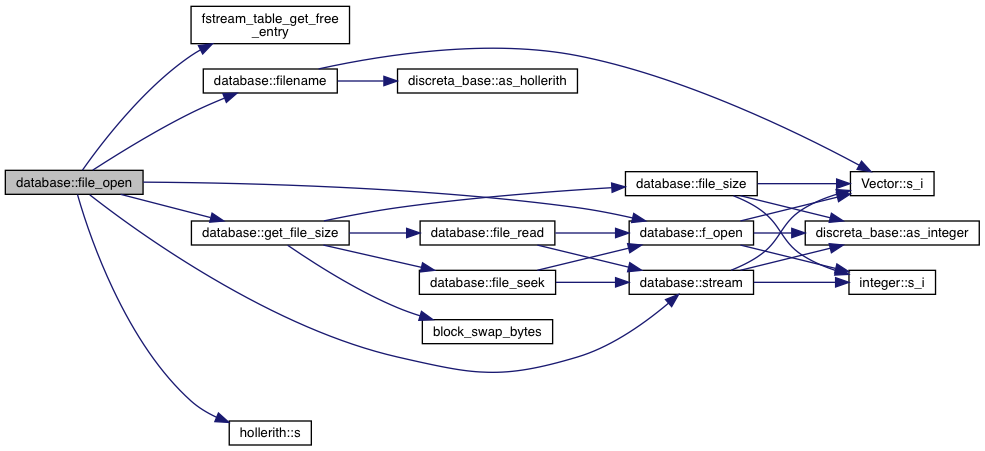 fstream_table_get_free
_entry
database::filename
discreta_base::as_hollerith
database::file_open
database::file_size
Vector::s_i
database::get_file_size
database::file_read
database::f_open
discreta_base::as_integer
database::file_seek
database::stream
integer::s_i
block_swap_bytes
hollerith::s